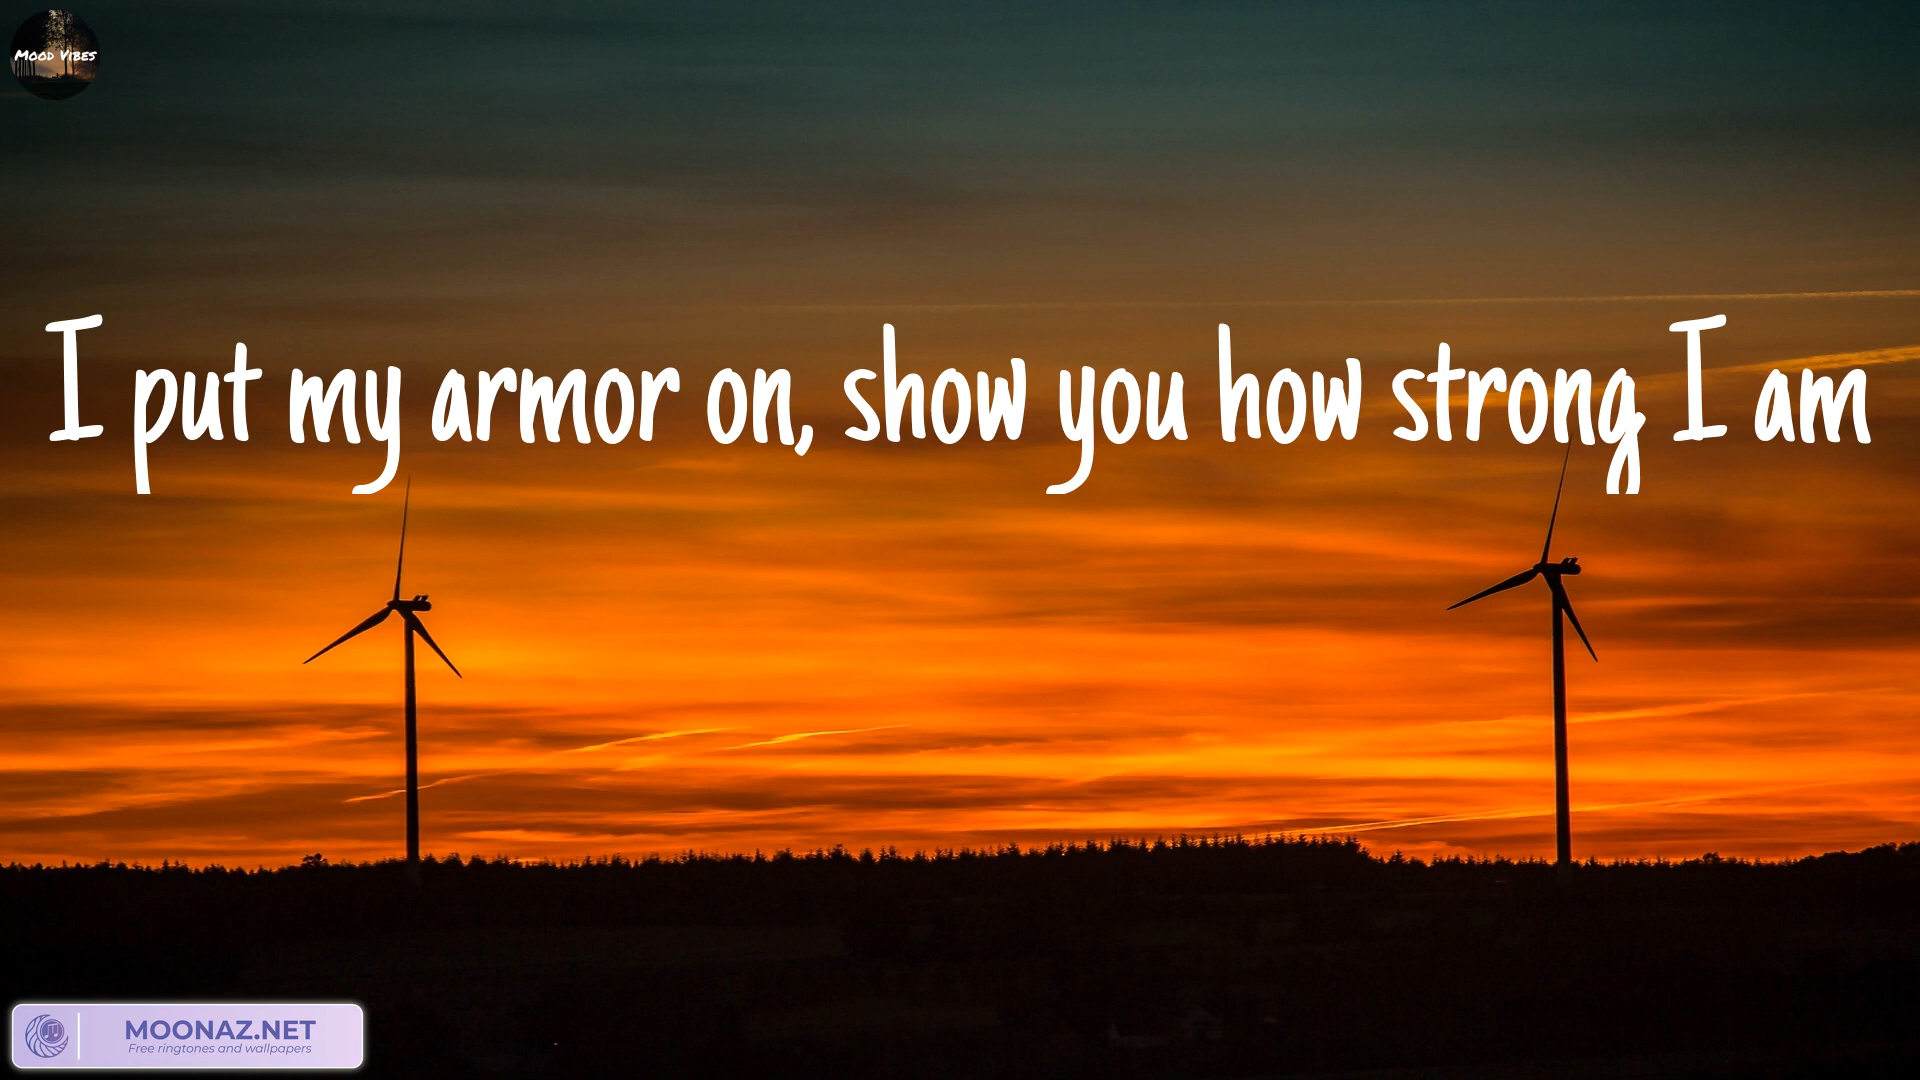 Mood Vibes
I put my armor on, show you how strong I am
MOONAZ.NET
Free ringtones and wallpapers